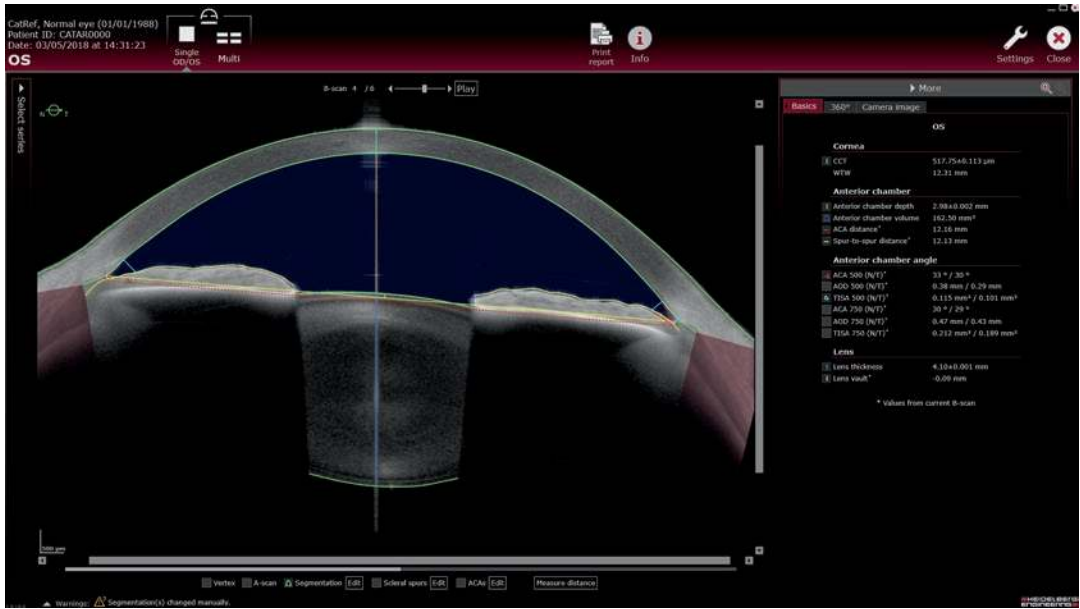 CatRef, Normal eye (01/01/1988)
Patient ID: CATAR0000
Date: 03/05/2018 at 14:31:23
OS
Single
OD/OS
Multi
Print
report
Info
Settings
Close
Select series
B-scan 4 /6 Play
N T
More
Basics 360° Camera image
OS
Cornea
CCT 517.75±0.113 µm
WTW 12.31 mm
Anterior chamber
Anterior chamber depth 2.98±0.002 mm
Anterior chamber volume 162.50 mm³
ACA distance* 12.16 mm
Spur-to-spur distance* 12.13 mm
Anterior chamber angle
ACA 500 (N/T)* 33 ° / 30 °
AOD 500 (N/T)* 0.38 mm / 0.29 mm
TISA 500 (N/T)* 0.115 mm² / 0.101 mm²
ACA 750 (N/T)* 30 ° / 29 °
AOD 750 (N/T)* 0.47 mm / 0.43 mm
TISA 750 (N/T)* 0.212 mm² / 0.189 mm²
Lens
Lens thickness 4.10±0.001 mm
Lens vault* -0.09 mm
* Values from current B-scan
500 µm
Vertex A-scan Segmentation Edit Scleral spurs Edit ACAs Edit Measure distance
Warnings: Segmentation(s) changed manually.
HEIDELBERG
ENGINEERING